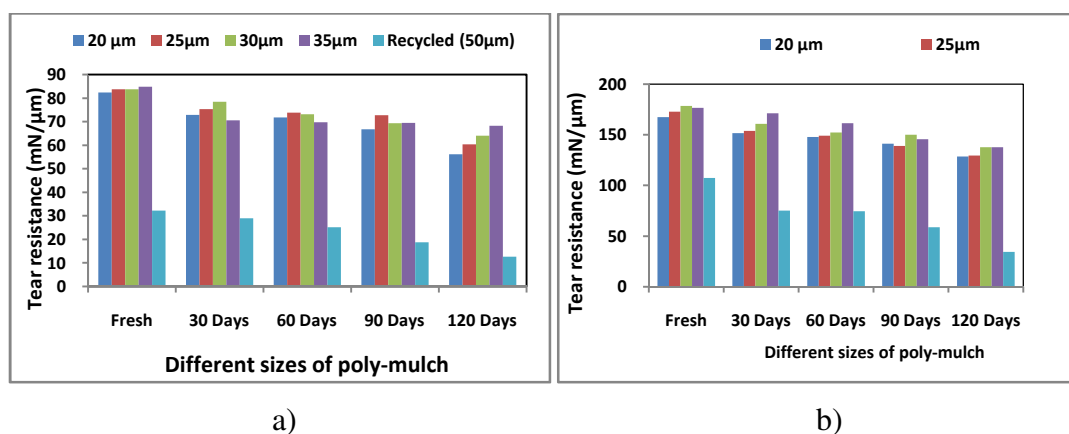 20 µm 25µm 30µm 35µm Recycled (50µm)
Tear resistance (mN/µm)
90
80
70
60
50
40
30
20
10
0
Fresh 30 Days 60 Days 90 Days 120 Days
Different sizes of poly-mulch
a)
20 µm 25µm
Tear resistance (mN/µm)
200
150
100
50
0
Fresh 30 Days 60 Days 90 Days 120 Days
Different sizes of poly-mulch
b)